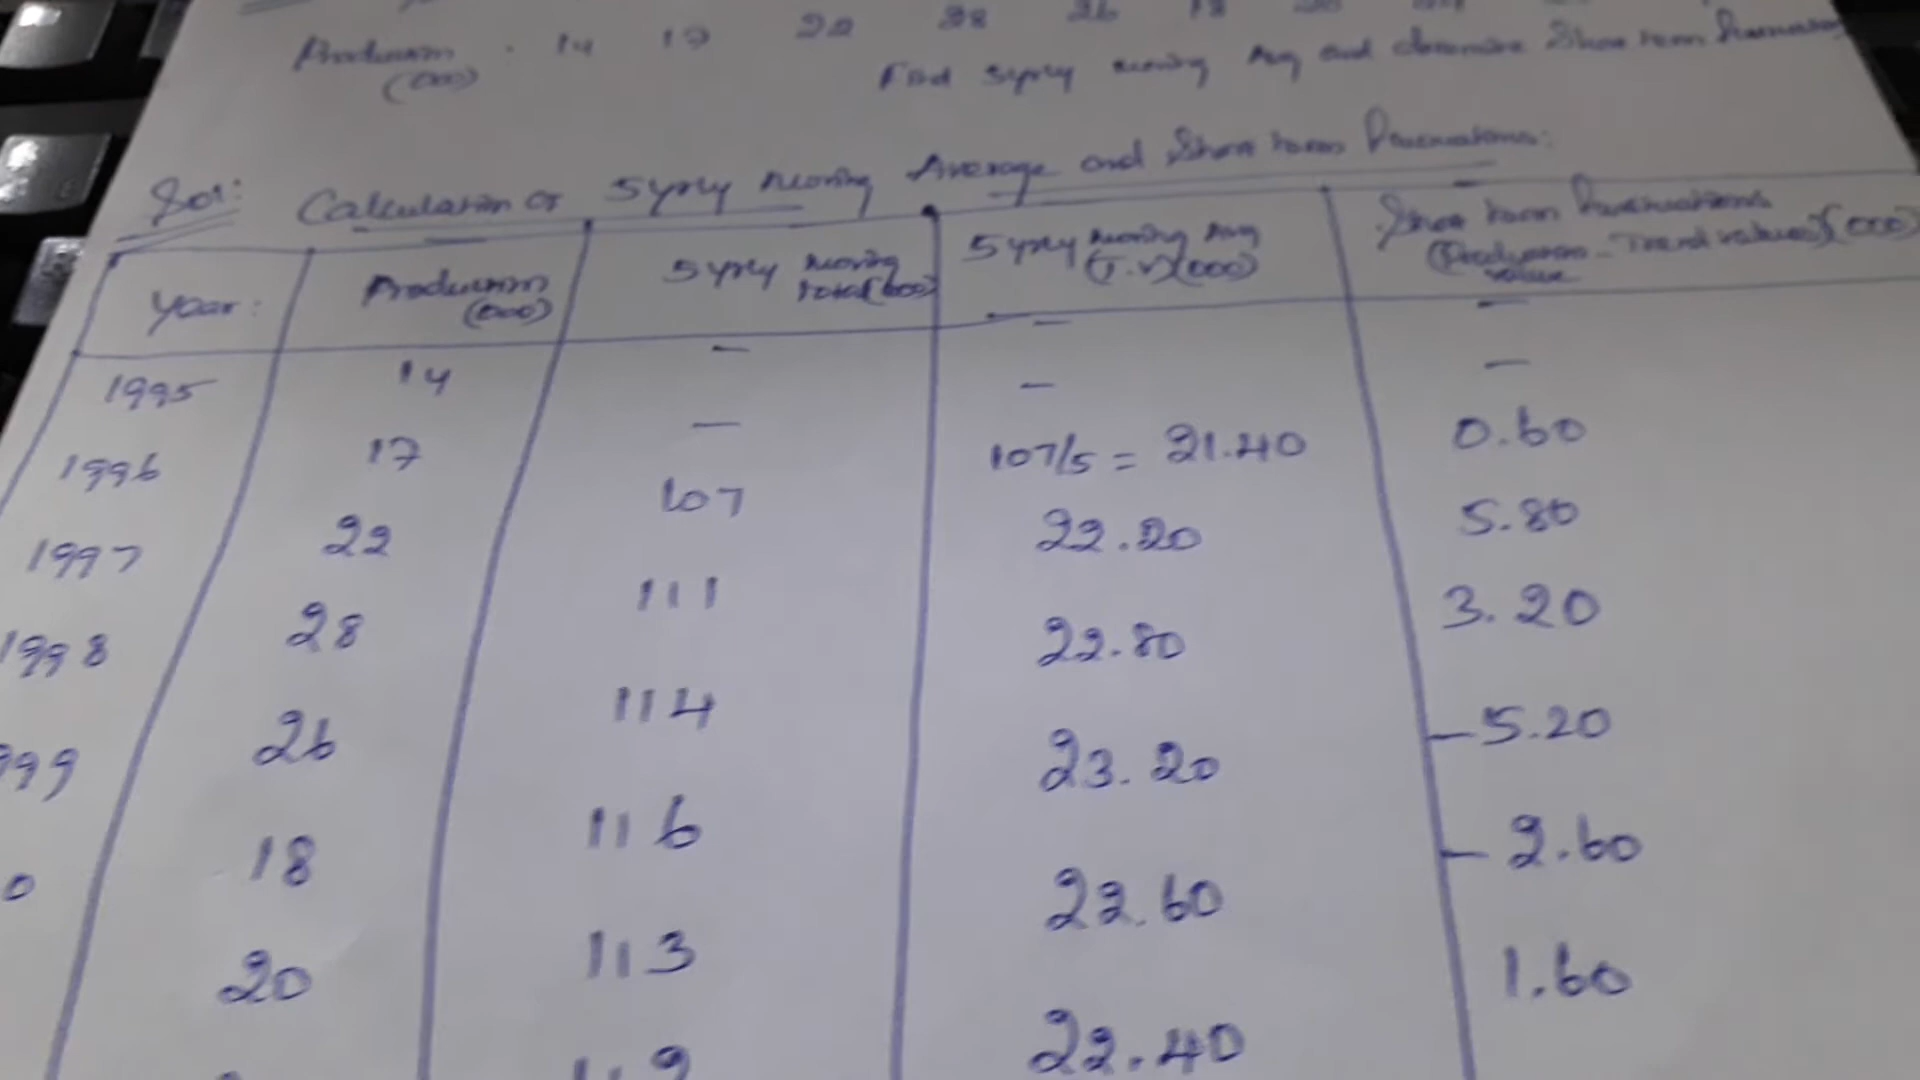 Production : 14 17 22 28 26 18
(000) Find 5 yrly moving Avg and determine Short term fluctuations
Sol: Calculation of 5 yrly moving Average and Short term fluctuations:
Year: Production (000) 5 yrly moving total (000) 5 yrly moving Avg (T.V)(000) Short term fluctuations (Production value - Trend values)(000)
1995 14 - - -
1996 17 - - -
1997 22 107 107/5 = 21.40 0.60
1998 28 111 22.20 5.80
999 26 114 22.80 3.20
0 18 116 23.20 -5.20
20 113 22.60 -2.60
22.40 1.60